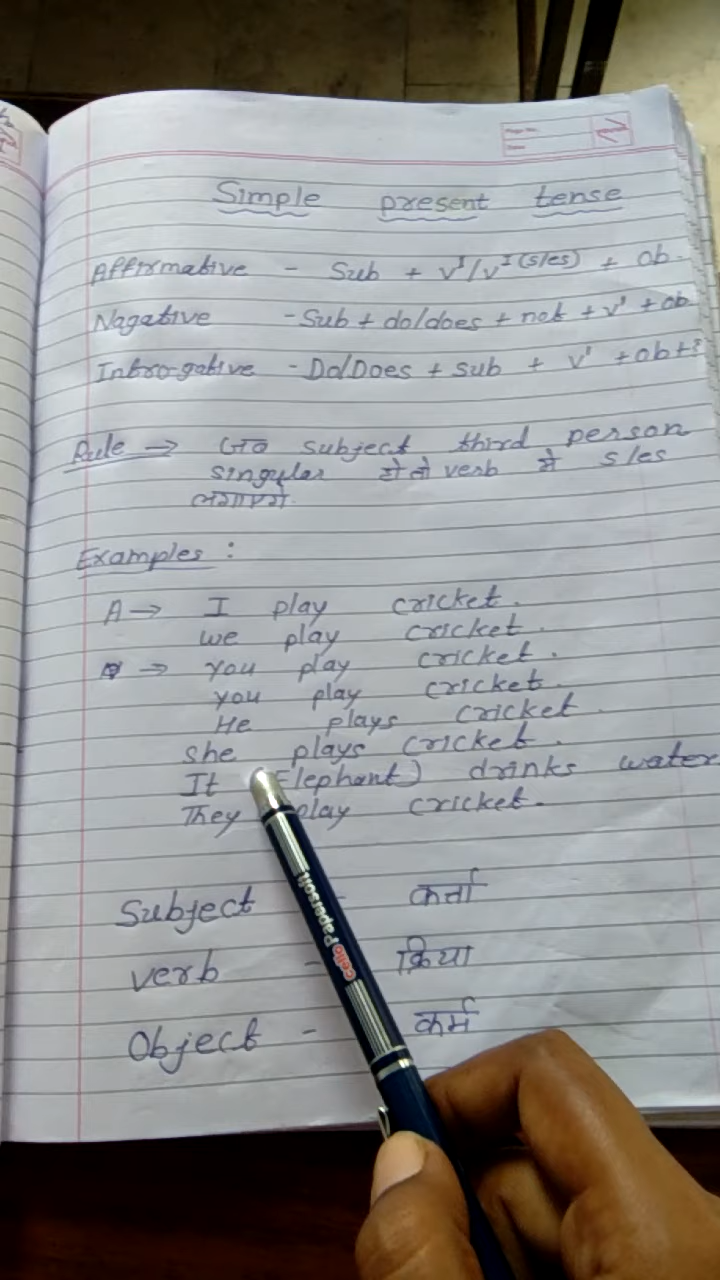 Simple present tense
Affirmative - Sub + V¹/V¹(s/es) + ob.
Nagative - Sub + do/does + not + v¹ + ob
Introgative - Do/Does + sub + v¹ + ob + ?
Rule → जब subject third person
singular हो तो verb में s/es
लगाएगे.
Examples :
A → I play cricket.
we play cricket.
→ you play cricket.
you play cricket.
He plays cricket.
She plays cricket.
It (Elephant) drinks water
They play cricket.
Subject - कर्त्ता
verb - क्रिया
Object - कर्म
cello Papersoft